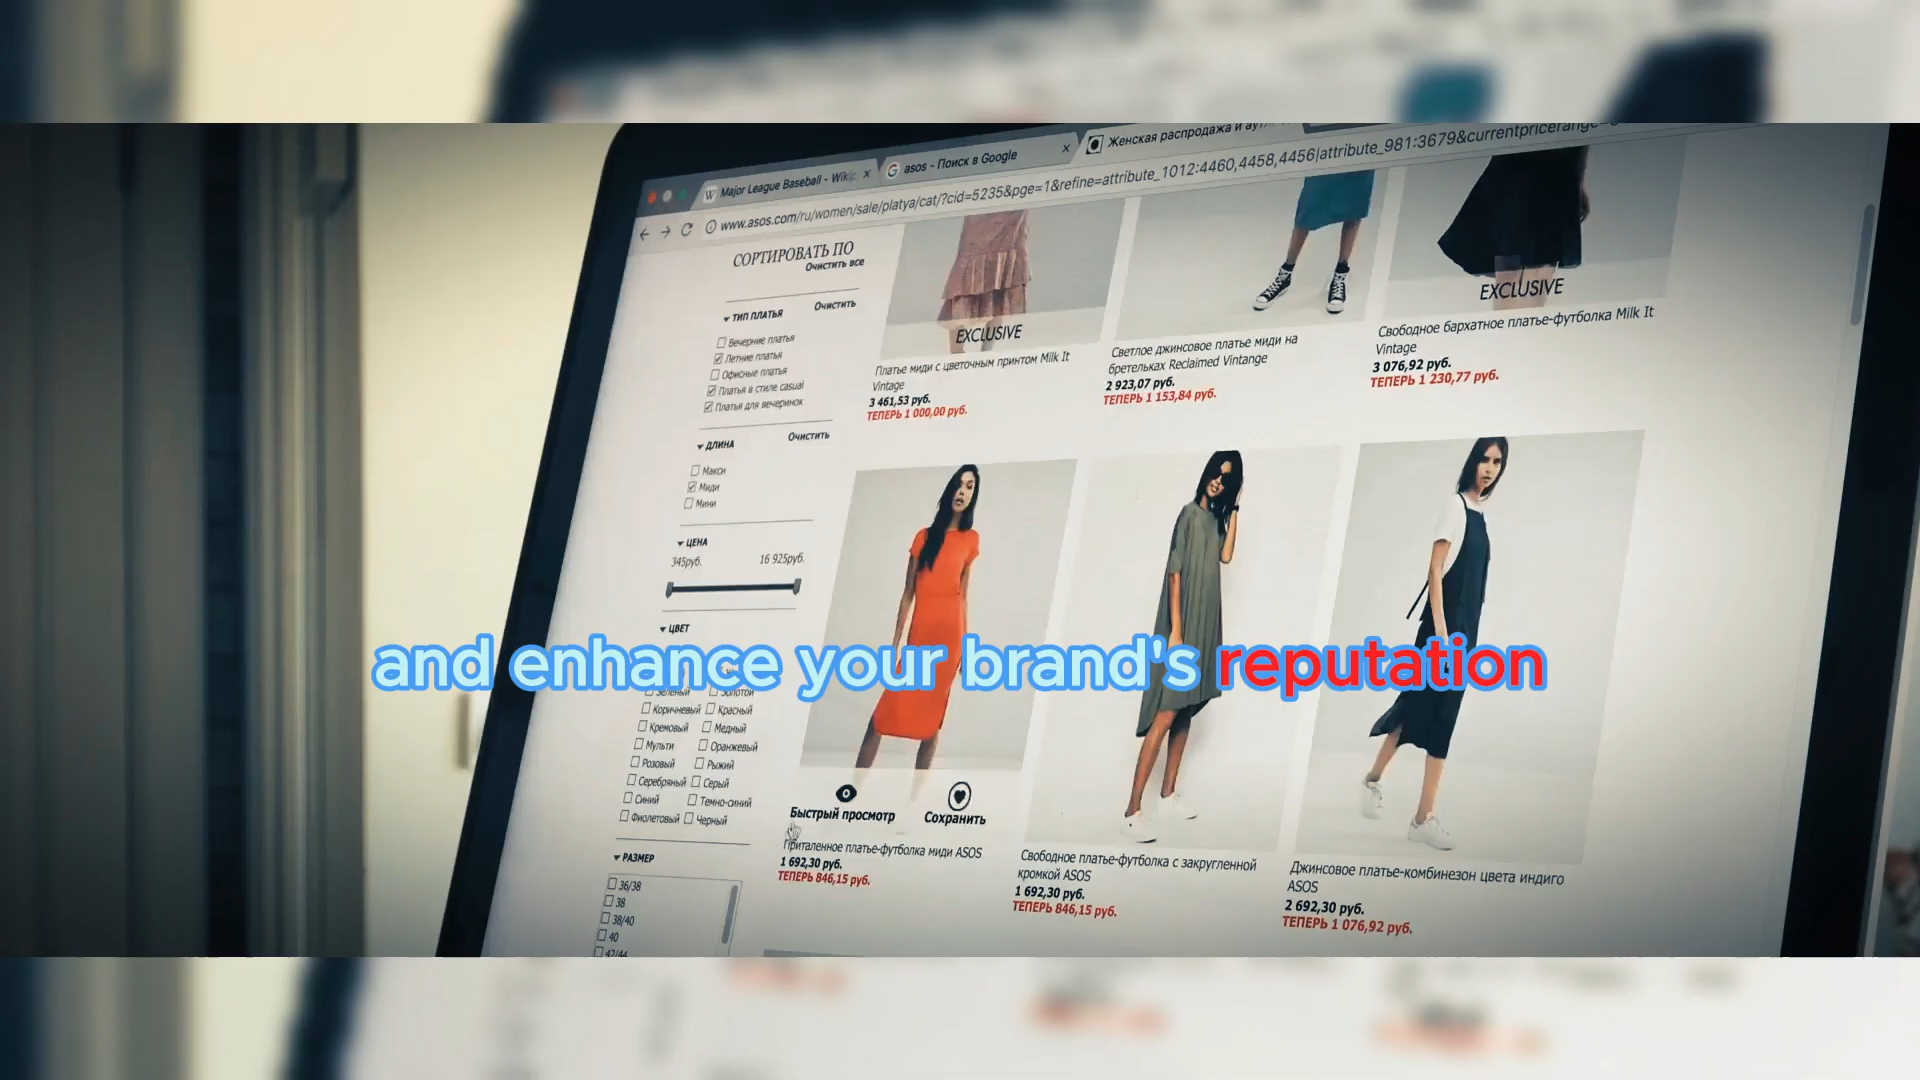 Major League Baseball - Wikip
asos - Поиск в Google
Женская распродажа и аут
www.asos.com/ru/women/sale/platya/cat/?cid=5235&pge=1&refine=attribute_1012:4460,4458,4456|attribute_981:3679&currentpricerange=
СОРТИРОВАТЬ ПО
Очистить все
ТИП ПЛАТЬЯ
Очистить
Вечерние платья
Летние платья
Офисные платья
Платья в стиле casual
Платья для вечеринок
ДЛИНА
Очистить
Макси
Миди
Мини
ЦЕНА
345руб. 16 925руб.
ЦВЕТ
Зеленый Золотой
Коричневый Красный
Кремовый Медный
Мульти Оранжевый
Розовый Рыжий
Серебряный Серый
Синий Темно-синий
Фиолетовый Черный
РАЗМЕР
36/38
38
38/40
40
42/44
EXCLUSIVE
Платье миди с цветочным принтом Milk It
Vintage
3 461,53 руб.
ТЕПЕРЬ 1 000,00 руб.
Светлое джинсовое платье миди на
бретельках Reclaimed Vintange
2 923,07 руб.
ТЕПЕРЬ 1 153,84 руб.
EXCLUSIVE
Свободное бархатное платье-футболка Milk It
Vintage
3 076,92 руб.
ТЕПЕРЬ 1 230,77 руб.
and enhance your brand's reputation
Быстрый просмотр
Сохранить
Приталенное платье-футболка миди ASOS
1 692,30 руб.
ТЕПЕРЬ 846,15 руб.
Свободное платье-футболка с закругленной
кромкой ASOS
1 692,30 руб.
ТЕПЕРЬ 846,15 руб.
Джинсовое платье-комбинезон цвета индиго
ASOS
2 692,30 руб.
ТЕПЕРЬ 1 076,92 руб.